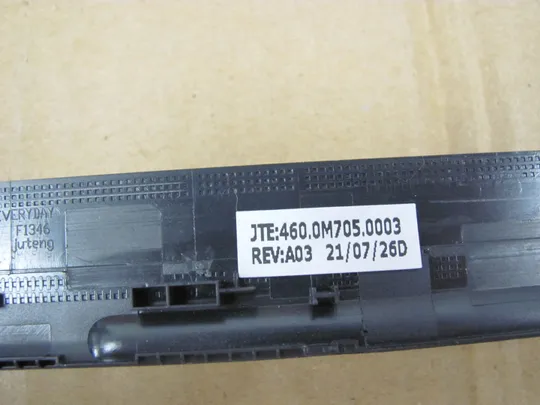 EVERYDAY
F1346
Juteng
JTE:460.0M705.0003
REV:A03 21/07/26D